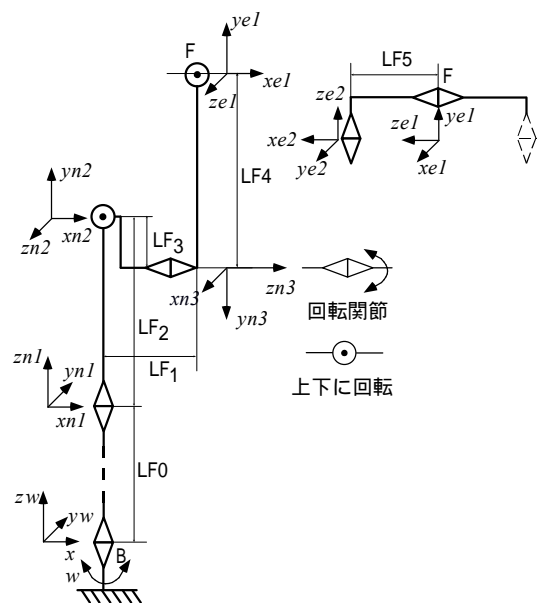 F
ye1
xe1
ze1
LF4
LF5
F
ze2
ye1
xe2
ze1
ye2
xe1
yn2
xn2
zn2
LF3
zn3
xn3
yn3
LF2
LF1
回転関節
上下に回転
zn1
yn1
xn1
LF0
zw
yw
x
B
w